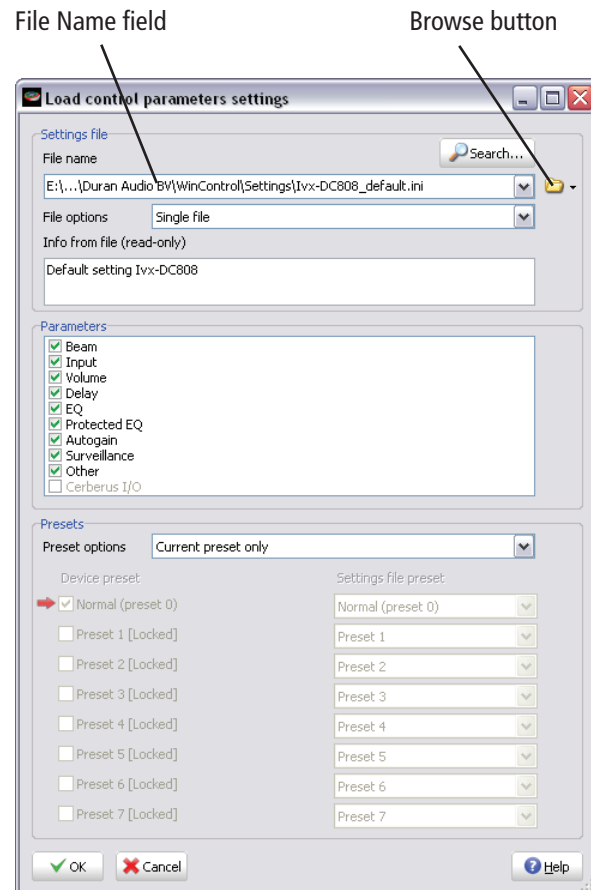 File Name field Browse button
Load control parameters settings
Settings file
Search...
File name
E:\...\Duran Audio BV\WinControl\Settings\Ivx-DC808_default.ini
File options Single file
Info from file (read-only)
Default setting Ivx-DC808
Parameters
Beam
Input
Volume
Delay
EQ
Protected EQ
Autogain
Surveillance
Other
Cerberus I/O
Presets
Preset options Current preset only
Device preset Settings file preset
Normal (preset 0) Normal (preset 0)
Preset 1 [Locked] Preset 1
Preset 2 [Locked] Preset 2
Preset 3 [Locked] Preset 3
Preset 4 [Locked] Preset 4
Preset 5 [Locked] Preset 5
Preset 6 [Locked] Preset 6
Preset 7 [Locked] Preset 7
OK Cancel Help